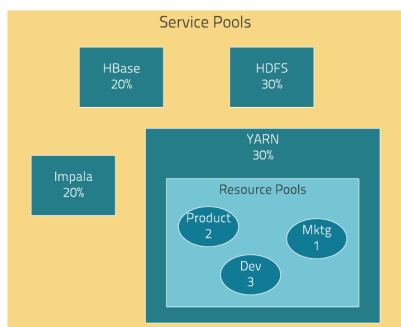 Service Pools
HBase
20%
HDFS
30%
Impala
20%
YARN
30%
Resource Pools
Product
2
Mktg
1
Dev
3